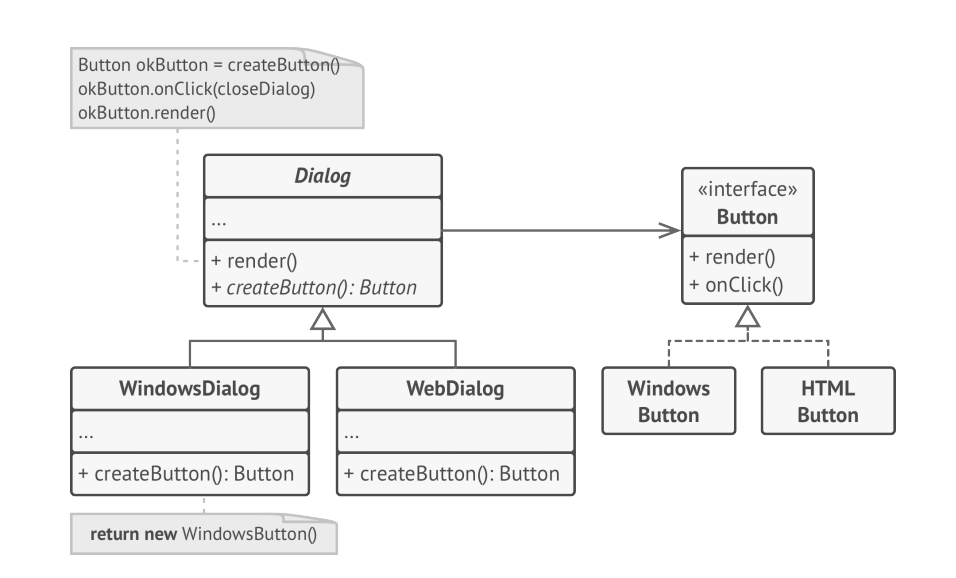 Button okButton = createButton()
okButton.onClick(closeDialog)
okButton.render()
Dialog
...
+ render()
+ createButton(): Button
«interface»
Button
+ render()
+ onClick()
WindowsDialog
...
+ createButton(): Button
WebDialog
...
+ createButton(): Button
Windows
Button
HTML
Button
return new WindowsButton()